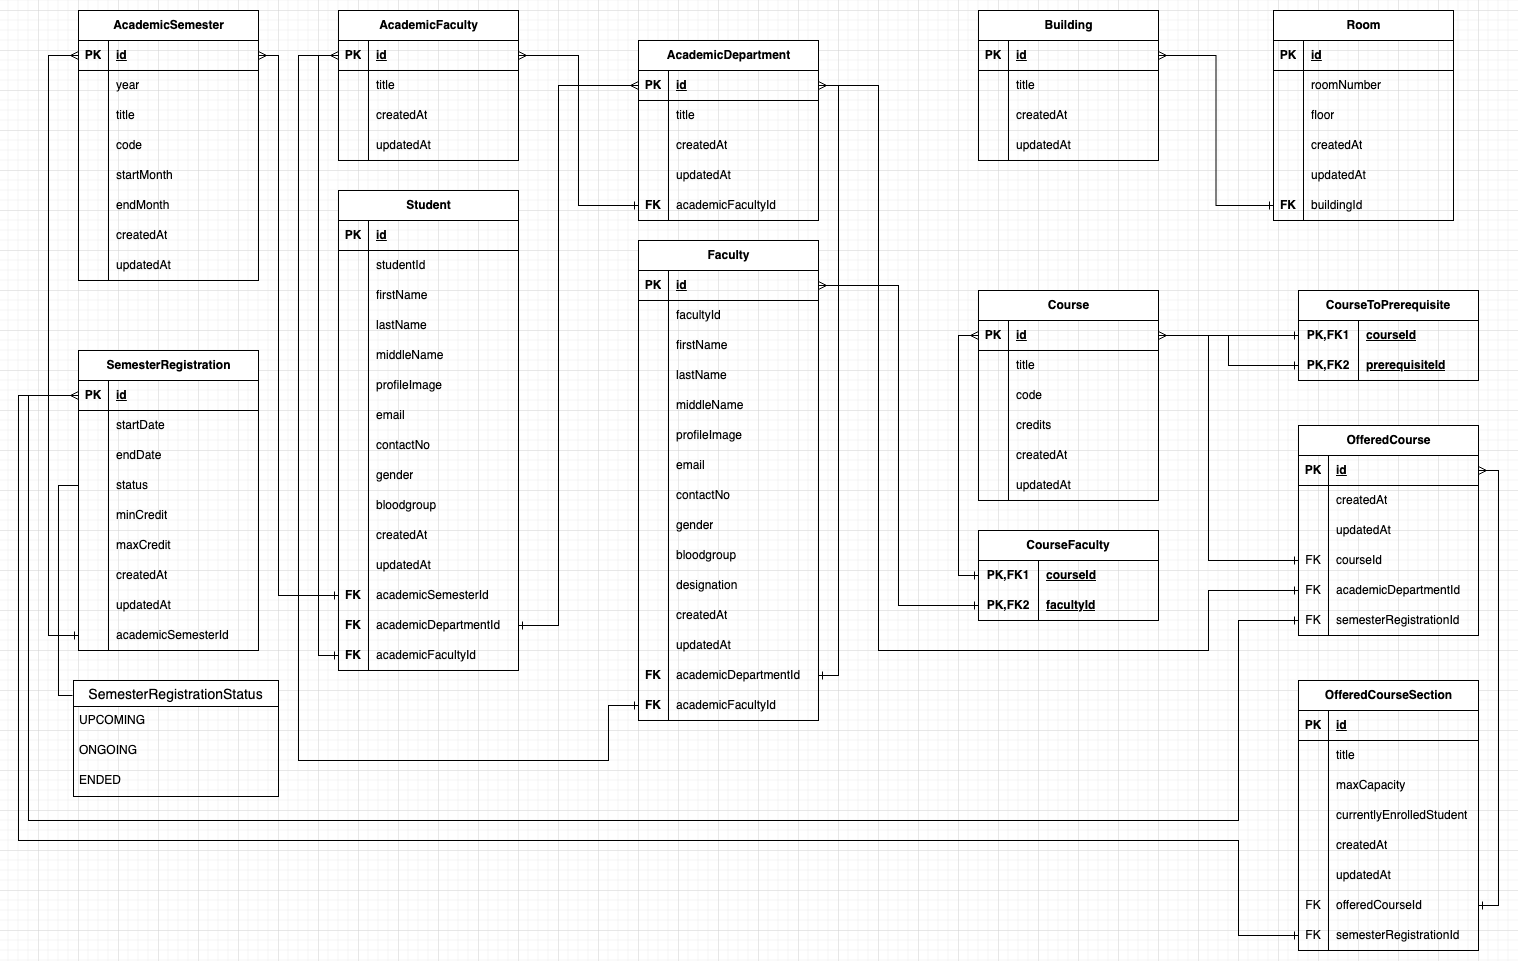 AcademicSemester
PK id
year
title
code
startMonth
endMonth
createdAt
updatedAt
AcademicFaculty
PK id
title
createdAt
updatedAt
AcademicDepartment
PK id
title
createdAt
updatedAt
FK academicFacultyId
Building
PK id
title
createdAt
updatedAt
Room
PK id
roomNumber
floor
createdAt
updatedAt
FK buildingId
Student
PK id
studentId
firstName
lastName
middleName
profileImage
email
contactNo
gender
bloodgroup
createdAt
updatedAt
FK academicSemesterId
FK academicDepartmentId
FK academicFacultyId
Faculty
PK id
facultyId
firstName
lastName
middleName
profileImage
email
contactNo
gender
bloodgroup
designation
createdAt
updatedAt
FK academicDepartmentId
FK academicFacultyId
Course
PK id
title
code
credits
createdAt
updatedAt
CourseToPrerequisite
PK,FK1 courseId
PK,FK2 prerequisiteId
SemesterRegistration
PK id
startDate
endDate
status
minCredit
maxCredit
createdAt
updatedAt
academicSemesterId
OfferedCourse
PK id
createdAt
updatedAt
FK courseId
FK academicDepartmentId
FK semesterRegistrationId
CourseFaculty
PK,FK1 courseId
PK,FK2 facultyId
SemesterRegistrationStatus
UPCOMING
ONGOING
ENDED
OfferedCourseSection
PK id
title
maxCapacity
currentlyEnrolledStudent
createdAt
updatedAt
FK offeredCourseId
FK semesterRegistrationId